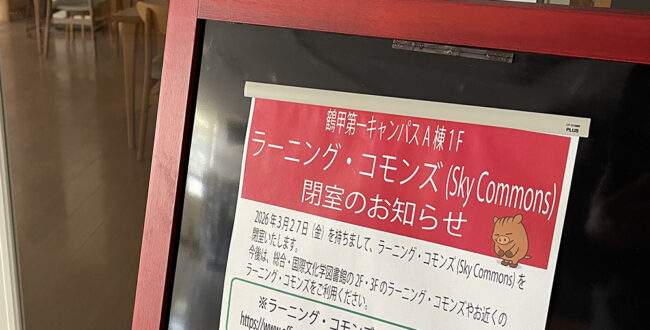 PLUS
鶴甲第一キャンパスA棟1F
ラーニング・コモンズ (Sky Commons)
閉室のお知らせ
2026年3月27日(金)を持ちまして、ラーニング・コモンズ(Sky Commons)を
閉室いたします。
今後は、総合・国際文化学図書館の2F・3Fのラーニング・コモンズやお近くの
ラーニング・コモンズをご利用ください。
※ラーニング・コモンズ